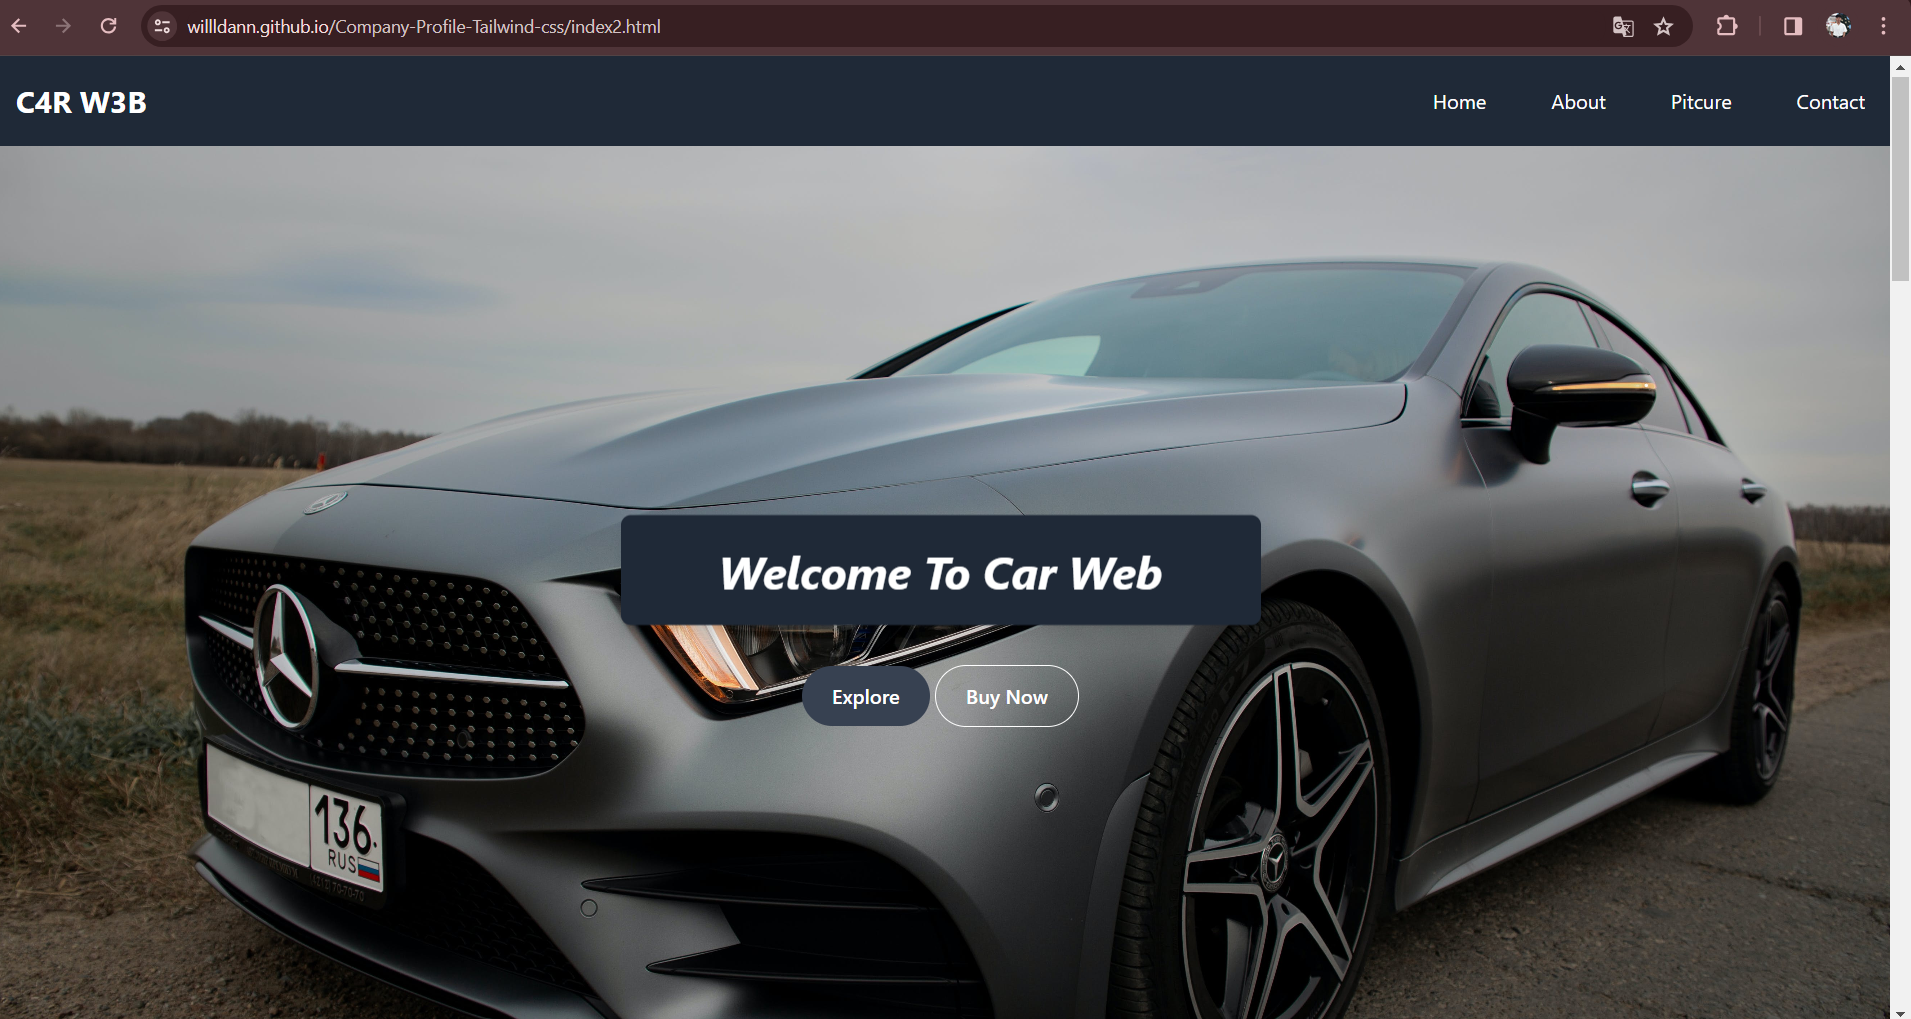 willldann.github.io/Company-Profile-Tailwind-css/index2.html
C4R W3B
Home
About
Pitcure
Contact
Welcome To Car Web
Explore
Buy Now
136
RUS